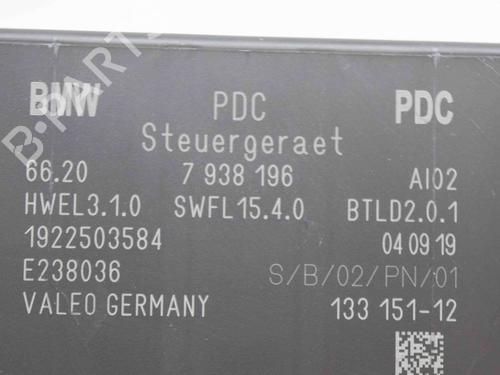 BMW PDC PDC
Steuergeraet
66.20 7 938 196 AI02
HWEL3.1.0 SWFL15.4.0 BTLD2.0.1
1922503584 04 09 19
E238036 S/B/02/PN/01
VALEO GERMANY 133 151-12
B-PARTS